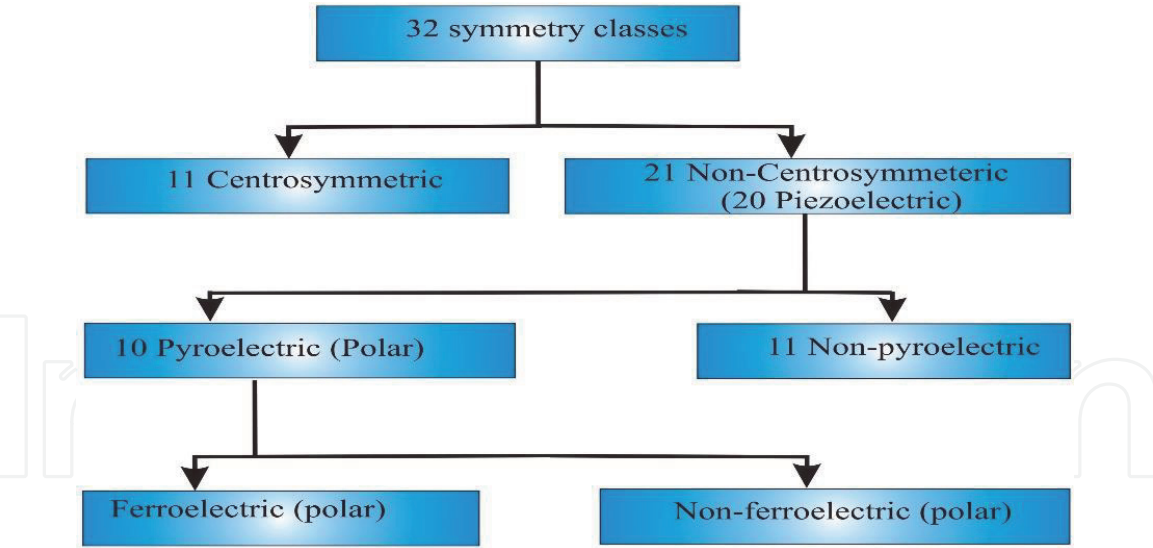 32 symmetry classes
11 Centrosymmetric
21 Non-Centrosymmeteric
(20 Piezoelectric)
10 Pyroelectric (Polar)
11 Non-pyroelectric
Ferroelectric (polar)
Non-ferroelectric (polar)